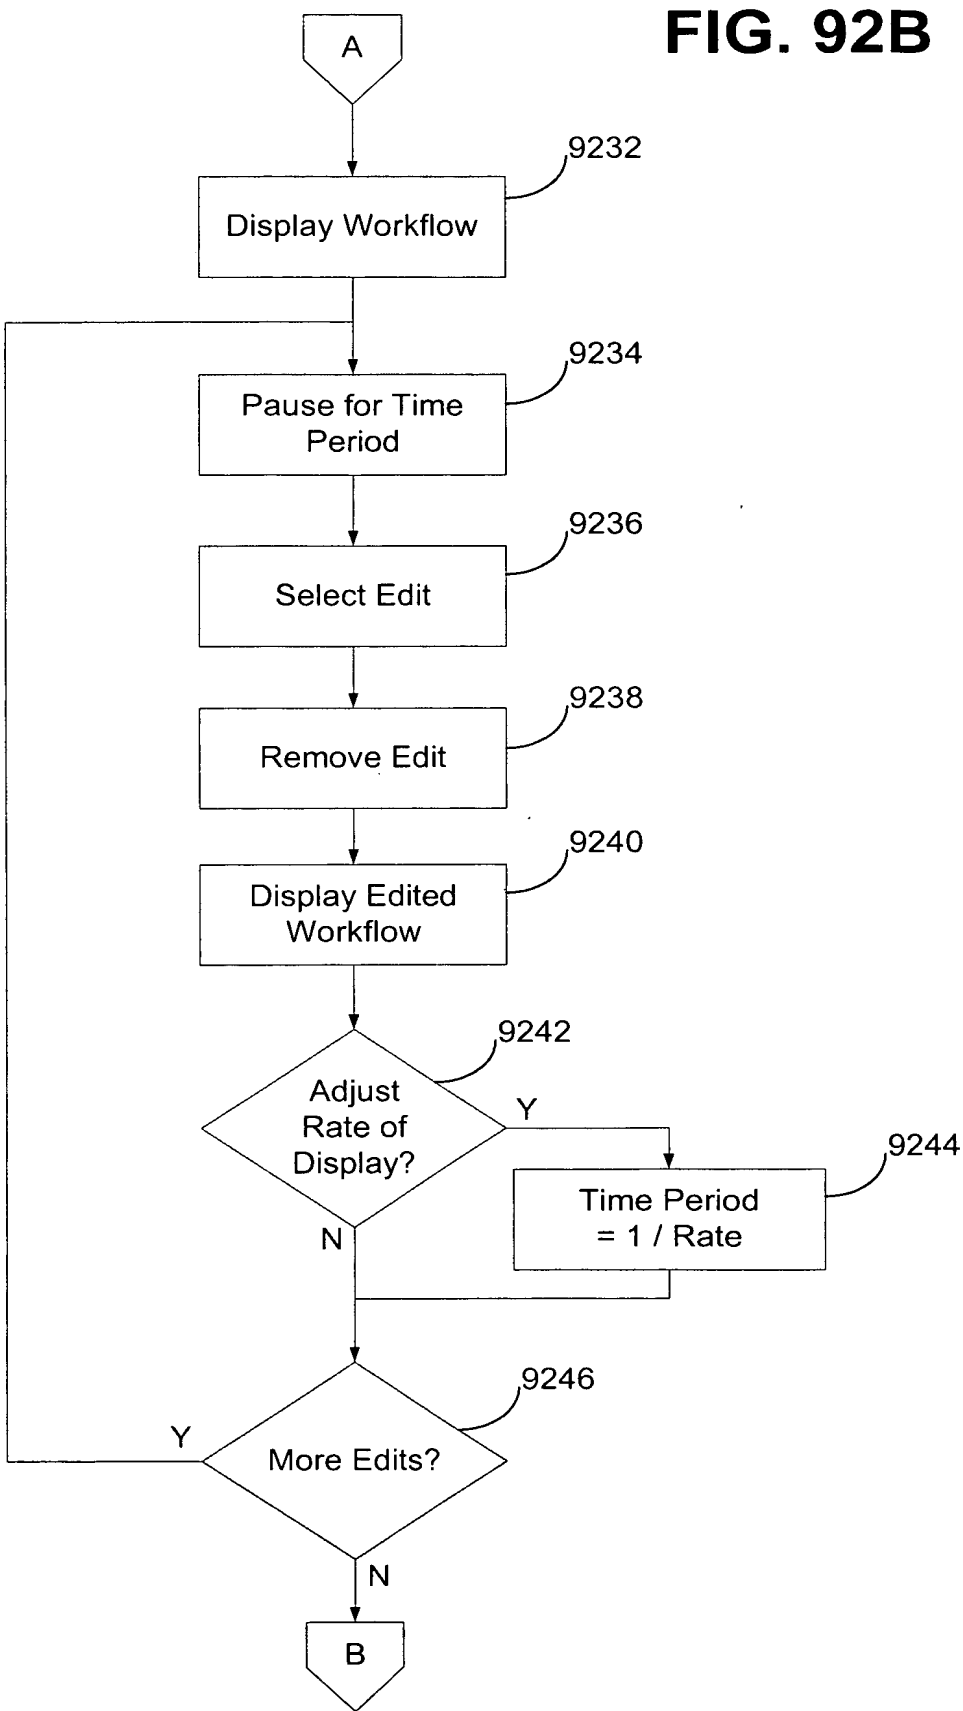 FIG. 92B
A
9232
Display Workflow
9234
Pause for Time
Period
9236
Select Edit
9238
Remove Edit
9240
Display Edited
Workflow
9242
Adjust
Rate of
Display?
Y
9244
Time Period
= 1 / Rate
N
9246
Y
More Edits?
N
B